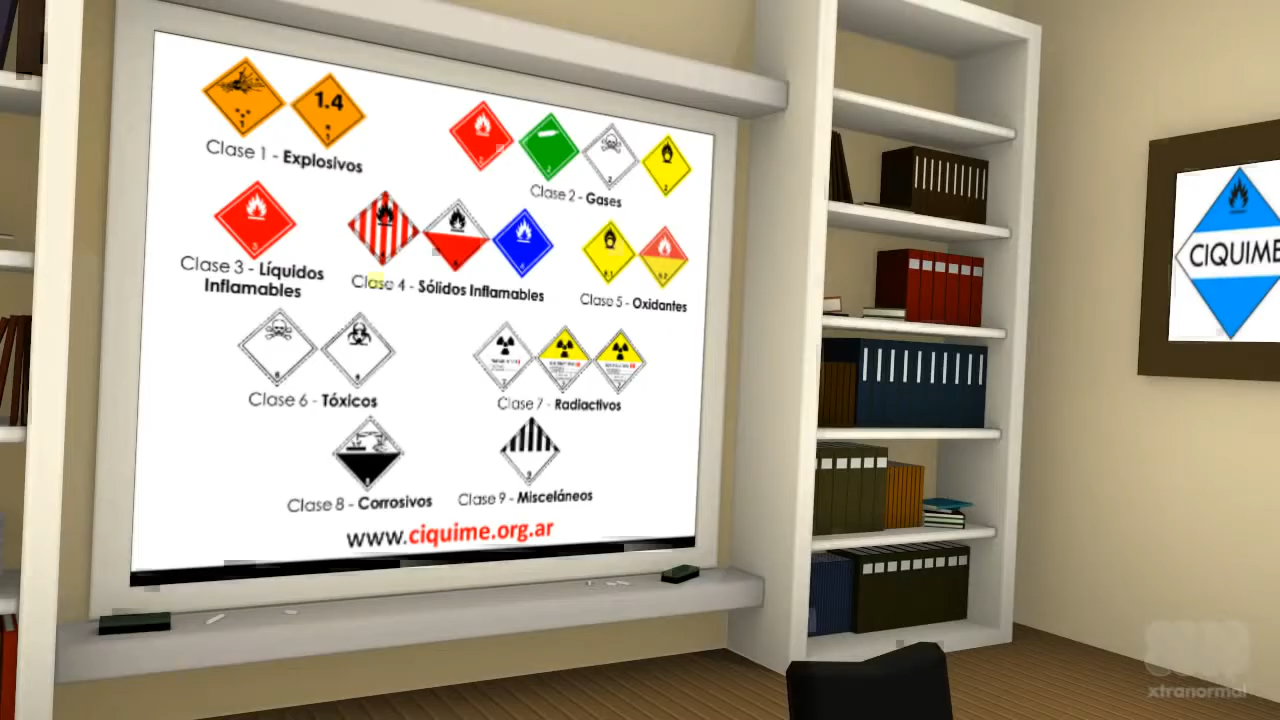 1.4
Clase 1 - Explosivos
Clase 2 - Gases
Clase 3 - Líquidos
Inflamables
Clase 4 - Sólidos Inflamables
Clase 5 - Oxidantes
Clase 6 - Tóxicos
Clase 7 - Radiactivos
Clase 8 - Corrosivos
Clase 9 - Misceláneos
www.ciquime.org.ar
CIQUIME
xtranormal